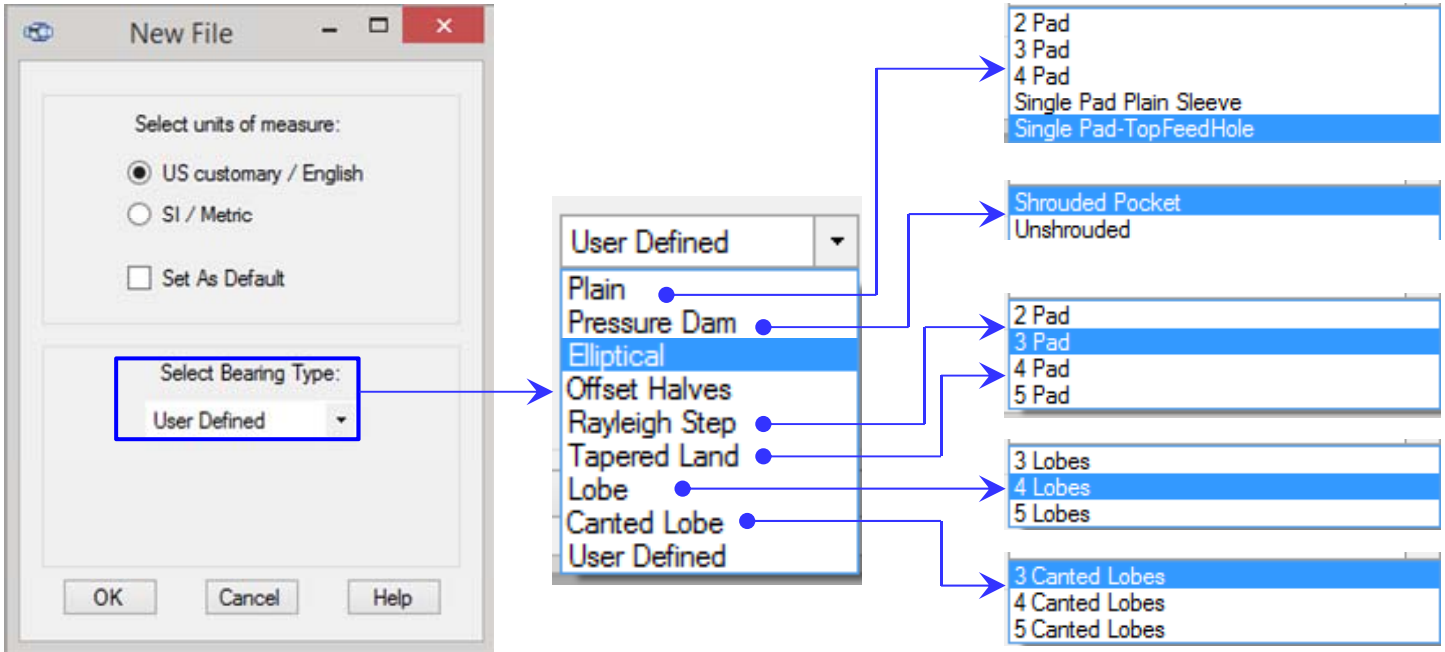 New File
Select units of measure:
US customary / English
SI / Metric
Set As Default
Select Bearing Type:
User Defined
OK
Cancel
Help
User Defined
Plain
Pressure Dam
Elliptical
Offset Halves
Rayleigh Step
Tapered Land
Lobe
Canted Lobe
User Defined
2 Pad
3 Pad
4 Pad
Single Pad Plain Sleeve
Single Pad-TopFeedHole
Shrouded Pocket
Unshrouded
2 Pad
3 Pad
4 Pad
5 Pad
3 Lobes
4 Lobes
5 Lobes
3 Canted Lobes
4 Canted Lobes
5 Canted Lobes